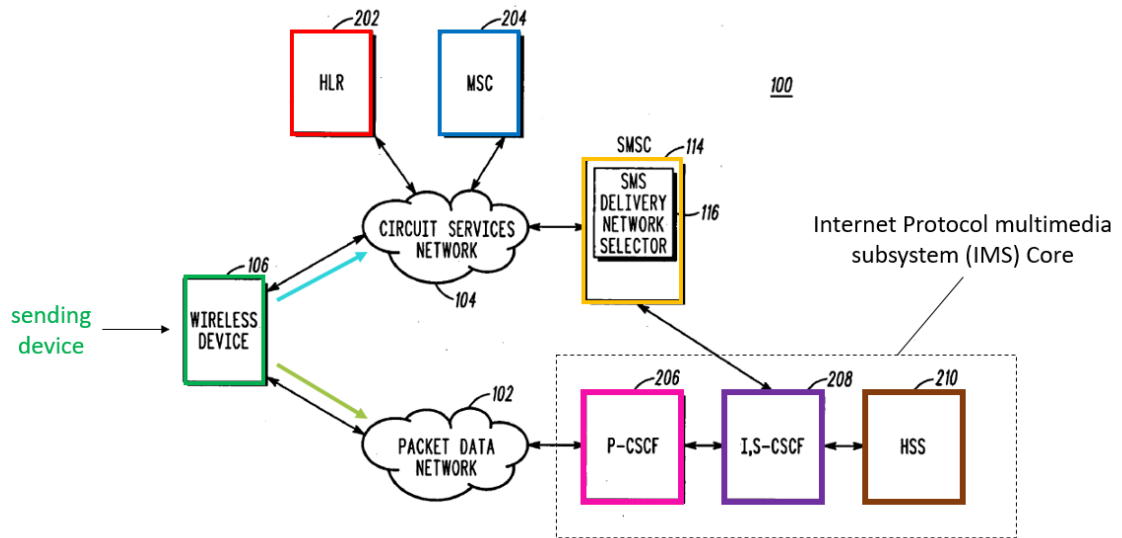 202
204
HLR
MSC
100
SMSC
114
SMS
DELIVERY
NETWORK
SELECTOR
116
CIRCUIT SERVICES
NETWORK
104
Internet Protocol multimedia
subsystem (IMS) Core
106
WIRELESS
DEVICE
sending
device
102
PACKET DATA
NETWORK
206
P-CSCF
208
I,S-CSCF
210
HSS